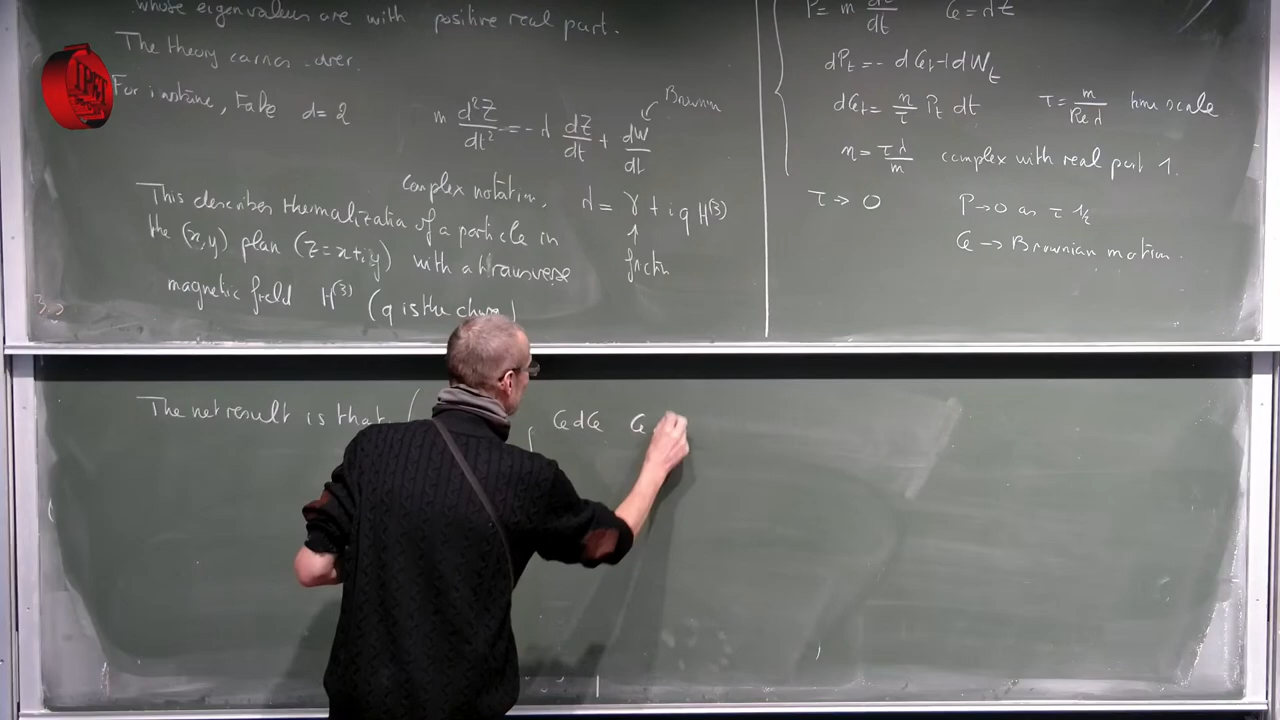 whose eigenvalues are with positive real part.
The theory carries over.
For instance, Take d=2
m d²Z/dt² = - λ dZ/dt + dW/dt
Brownian
complex notation, λ = γ + i q H⁽³⁾
friction
This describes thermalization of a particle in
the (x,y) plan (Z=x+iy) with a transverse
magnetic field H⁽³⁾ (q is the charge)
dPt = - dGt + dWt
dGt = η/τ Pt dt τ = m/Re λ time scale
η = τλ/m complex with real part 1.
τ → 0 P → 0 as τ 1/2
G → Brownian motion.
The net result is that (
∫ G dG G
IPhT